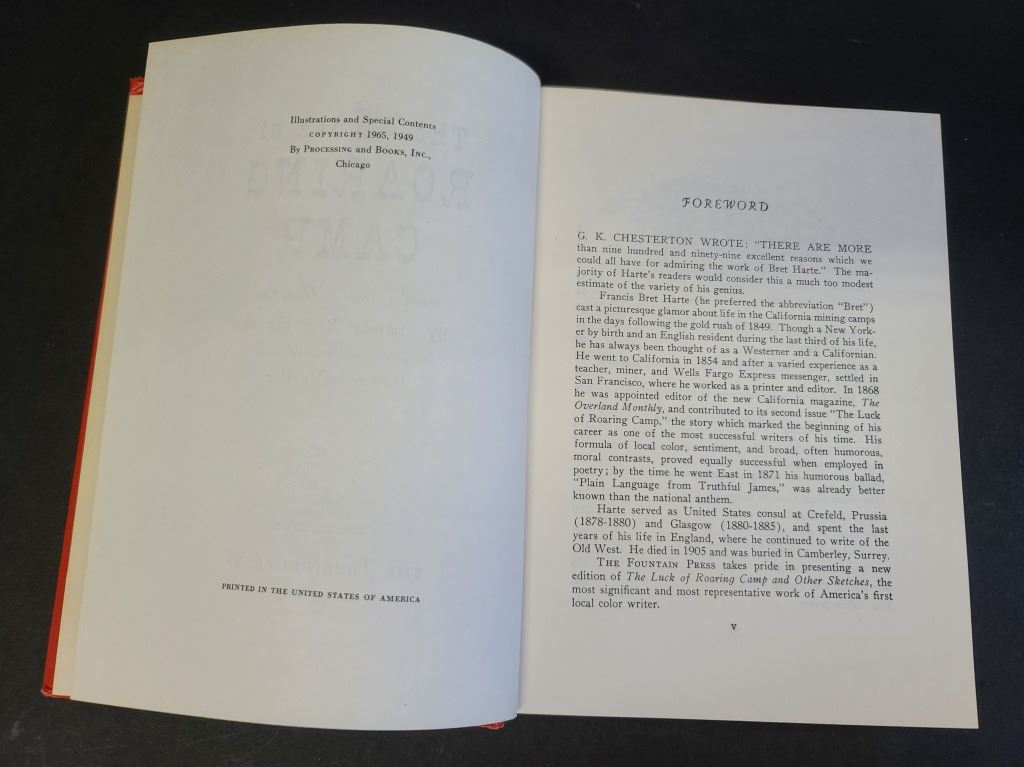 Illustrations and Special Contents
COPYRIGHT 1965, 1949
By PROCESSING and BOOKS, INC.,
Chicago
PRINTED IN THE UNITED STATES OF AMERICA
FOREWORD
G. K. CHESTERTON WROTE: "THERE ARE MORE
than nine hundred and ninety-nine excellent reasons which we
could all have for admiring the work of Bret Harte." The ma-
jority of Harte's readers would consider this a much too modest
estimate of the variety of his genius.
Francis Bret Harte (he preferred the abbreviation "Bret")
cast a picturesque glamor about life in the California mining camps
in the days following the gold rush of 1849. Though a New York-
er by birth and an English resident during the last third of his life,
he has always been thought of as a Westerner and a Californian.
He went to California in 1854 and after a varied experience as a
teacher, miner, and Wells Fargo Express messenger, settled in
San Francisco, where he worked as a printer and editor. In 1868
he was appointed editor of the new California magazine, The
Overland Monthly, and contributed to its second issue "The Luck
of Roaring Camp," the story which marked the beginning of his
career as one of the most successful writers of his time. His
formula of local color, sentiment, and broad, often humorous,
moral contrasts, proved equally successful when employed in
poetry; by the time he went East in 1871 his humorous ballad,
"Plain Language from Truthful James," was already better
known than the national anthem.
Harte served as United States consul at Crefeld, Prussia
(1878-1880) and Glasgow (1880-1885), and spent the last
years of his life in England, where he continued to write of the
Old West. He died in 1905 and was buried in Camberley, Surrey.
THE FOUNTAIN PRESS takes pride in presenting a new
edition of The Luck of Roaring Camp and Other Sketches, the
most significant and most representative work of America's first
local color writer.
V